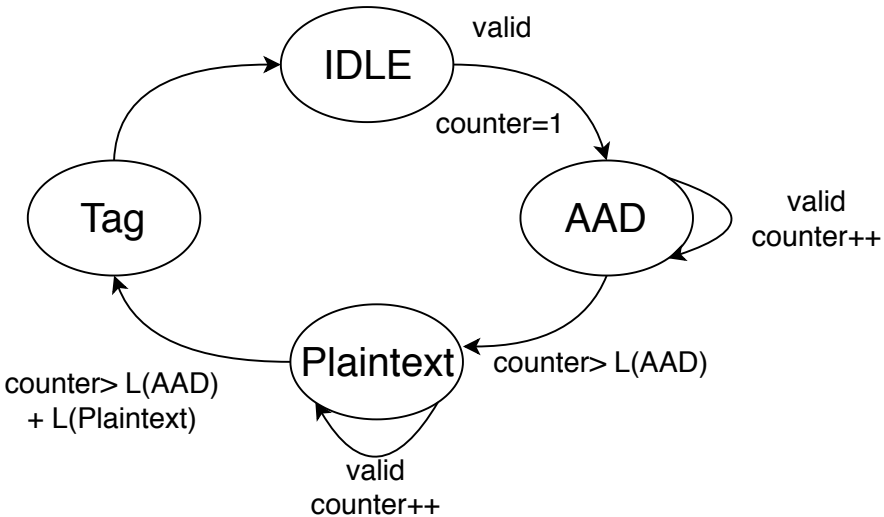 valid
IDLE
counter=1
Tag
AAD
valid
counter++
Plaintext
counter> L(AAD)
counter> L(AAD)
+ L(Plaintext)
valid
counter++